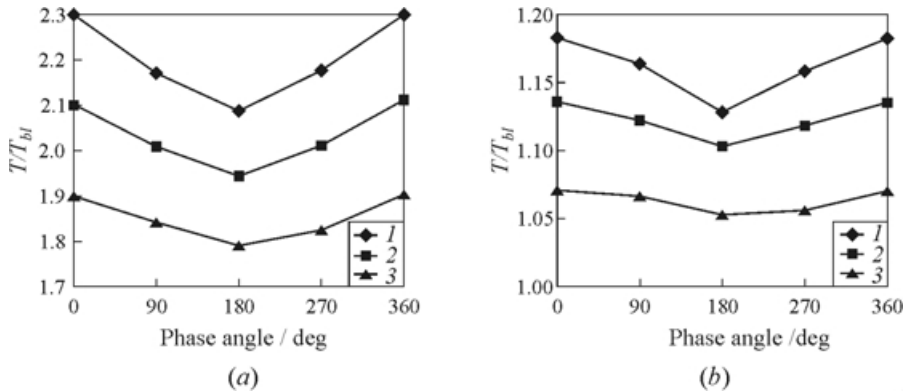 2.3
2.2
2.1
2.0
1.9
1.8
1.7
T/T_bl
0 90 180 270 360
Phase angle / deg
1
2
3
(a)
1.20
1.15
1.10
1.05
1.00
T/T_bl
0 90 180 270 360
Phase angle /deg
1
2
3
(b)